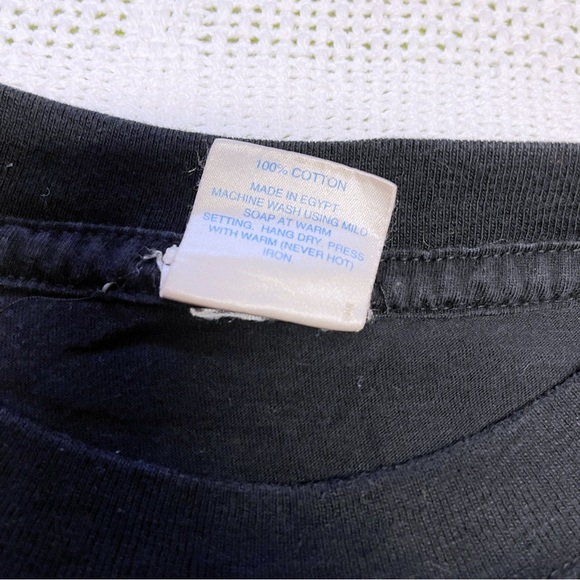 100% COTTON
MADE IN EGYPT
MACHINE WASH USING MILD
SOAP AT WARM
SETTING. HANG DRY. PRESS
WITH WARM (NEVER HOT)
IRON